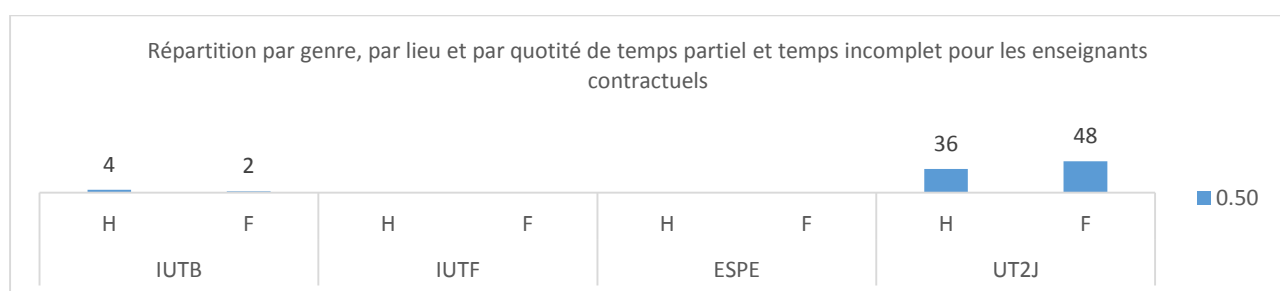 Répartition par genre, par lieu et par quotité de temps partiel et temps incomplet pour les enseignants
contractuels
4
2
36
48
0.50
H
F
H
F
H
F
H
F
IUTB
IUTF
ESPE
UT2J